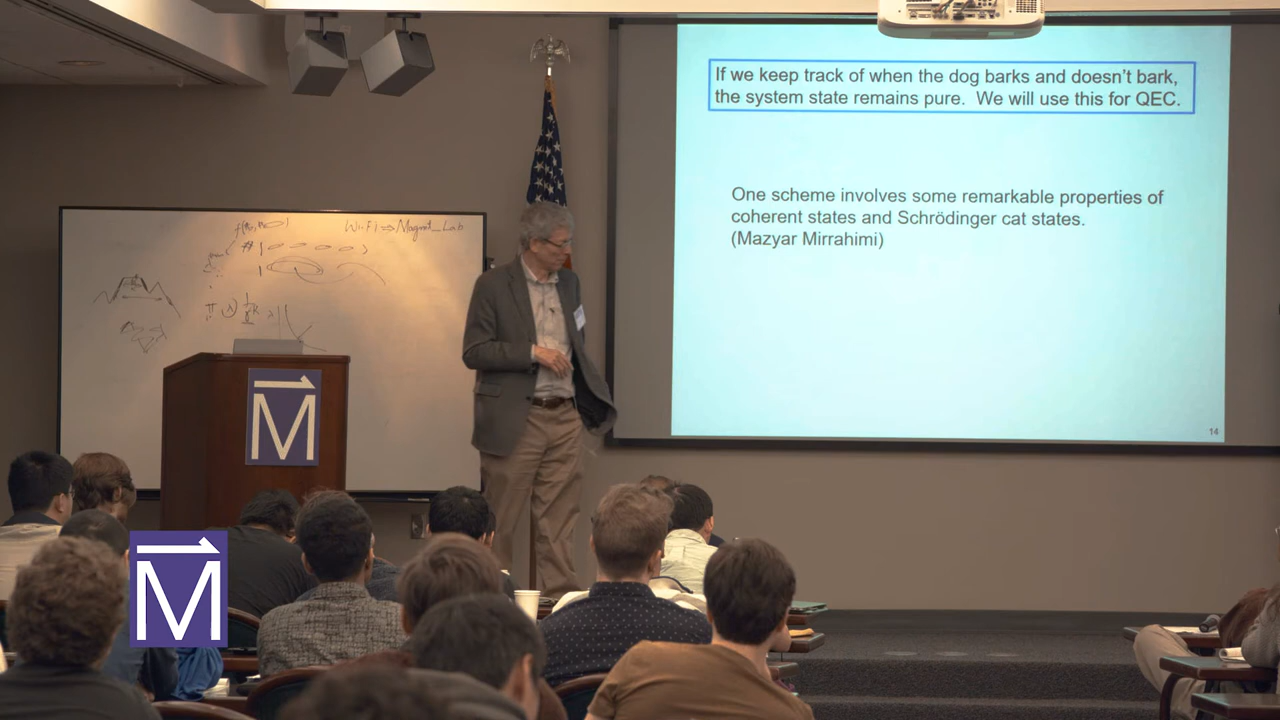 If we keep track of when the dog barks and doesn't bark,
the system state remains pure. We will use this for QEC.
One scheme involves some remarkable properties of
coherent states and Schrödinger cat states.
(Mazyar Mirrahimi)
14
WiFi ⇒ Magnet_Lab
M
M